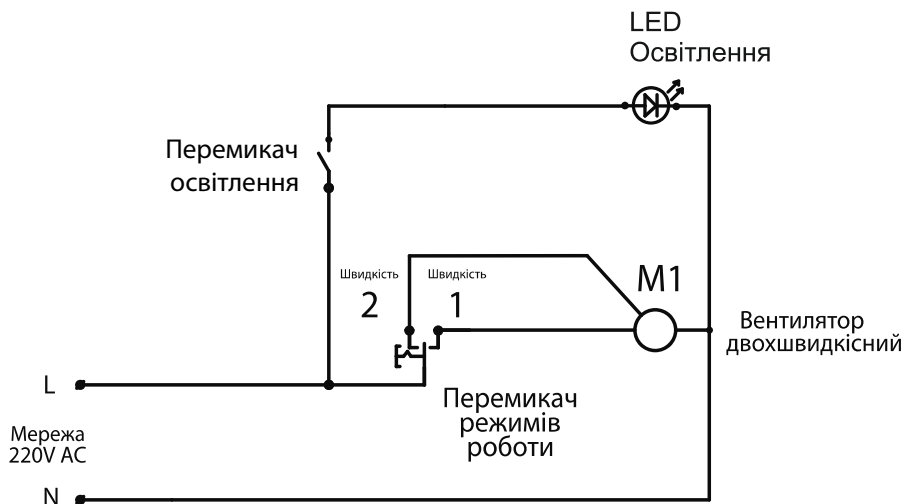 LED
Освітлення
Перемикач
освітлення
Швидкість
2
Швидкість
1
M1
Вентилятор
двохшвидкісний
L
Перемикач
режимів
роботи
Мережа
220V AC
N